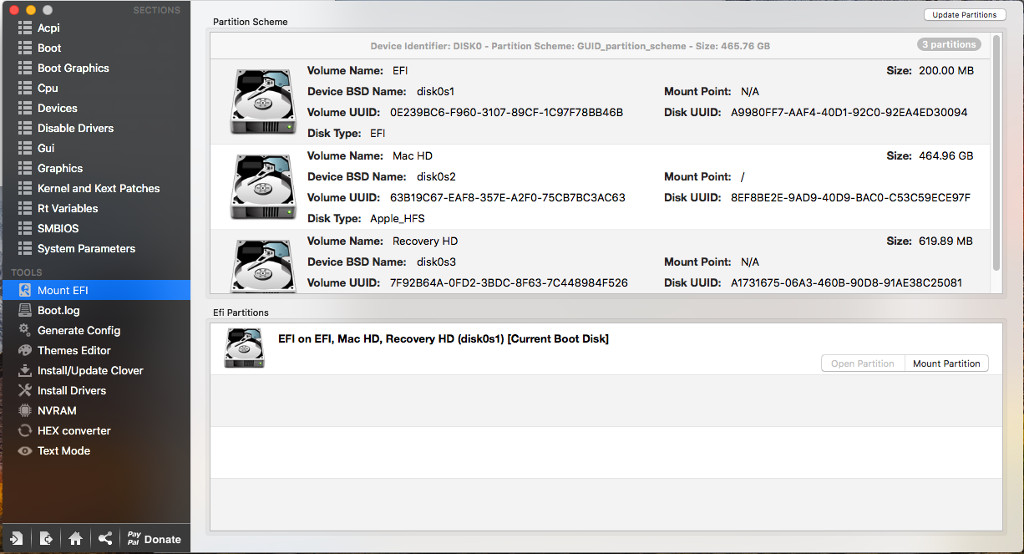 SECTIONS
Acpi
Boot
Boot Graphics
Cpu
Devices
Disable Drivers
Gui
Graphics
Kernel and Kext Patches
Rt Variables
SMBIOS
System Parameters
TOOLS
Mount EFI
Boot.log
Generate Config
Themes Editor
Install/Update Clover
Install Drivers
NVRAM
HEX converter
Text Mode
Pay
Pal Donate
Partition Scheme
Update Partitions
Device Identifier: DISK0 - Partition Scheme: GUID_partition_scheme - Size: 465.76 GB 3 partitions
Volume Name: EFI Size: 200.00 MB
Device BSD Name: disk0s1 Mount Point: N/A
Volume UUID: 0E239BC6-F960-3107-89CF-1C97F78BB46B Disk UUID: A9980FF7-AAF4-40D1-92C0-92EA4ED30094
Disk Type: EFI
Volume Name: Mac HD Size: 464.96 GB
Device BSD Name: disk0s2 Mount Point: /
Volume UUID: 63B19C67-EAF8-357E-A2F0-75CB7BC3AC63 Disk UUID: 8EF8BE2E-9AD9-40D9-BAC0-C53C59ECE97F
Disk Type: Apple_HFS
Volume Name: Recovery HD Size: 619.89 MB
Device BSD Name: disk0s3 Mount Point: N/A
Volume UUID: 7F92B64A-0FD2-3BDC-8F63-7C448984F526 Disk UUID: A1731675-06A3-460B-90D8-91AE38C25081
Efi Partitions
EFI on EFI, Mac HD, Recovery HD (disk0s1) [Current Boot Disk]
Open Partition Mount Partition